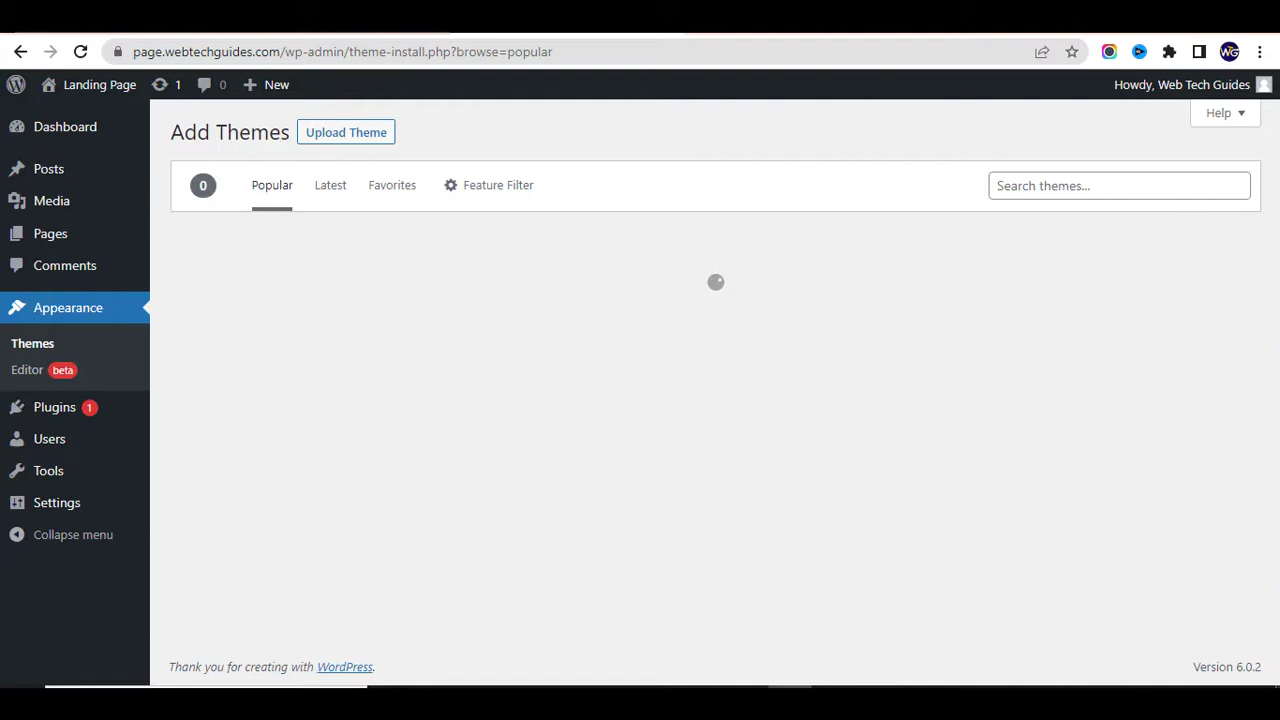 page.webtechguides.com/wp-admin/theme-install.php?browse=popular
WG
Landing Page 1 0 New Howdy, Web Tech Guides
Dashboard
Posts
Media
Pages
Comments
Appearance
Themes
Editor beta
Plugins 1
Users
Tools
Settings
Collapse menu
Add Themes Upload Theme Help
0 Popular Latest Favorites Feature Filter Search themes...
Thank you for creating with WordPress. Version 6.0.2